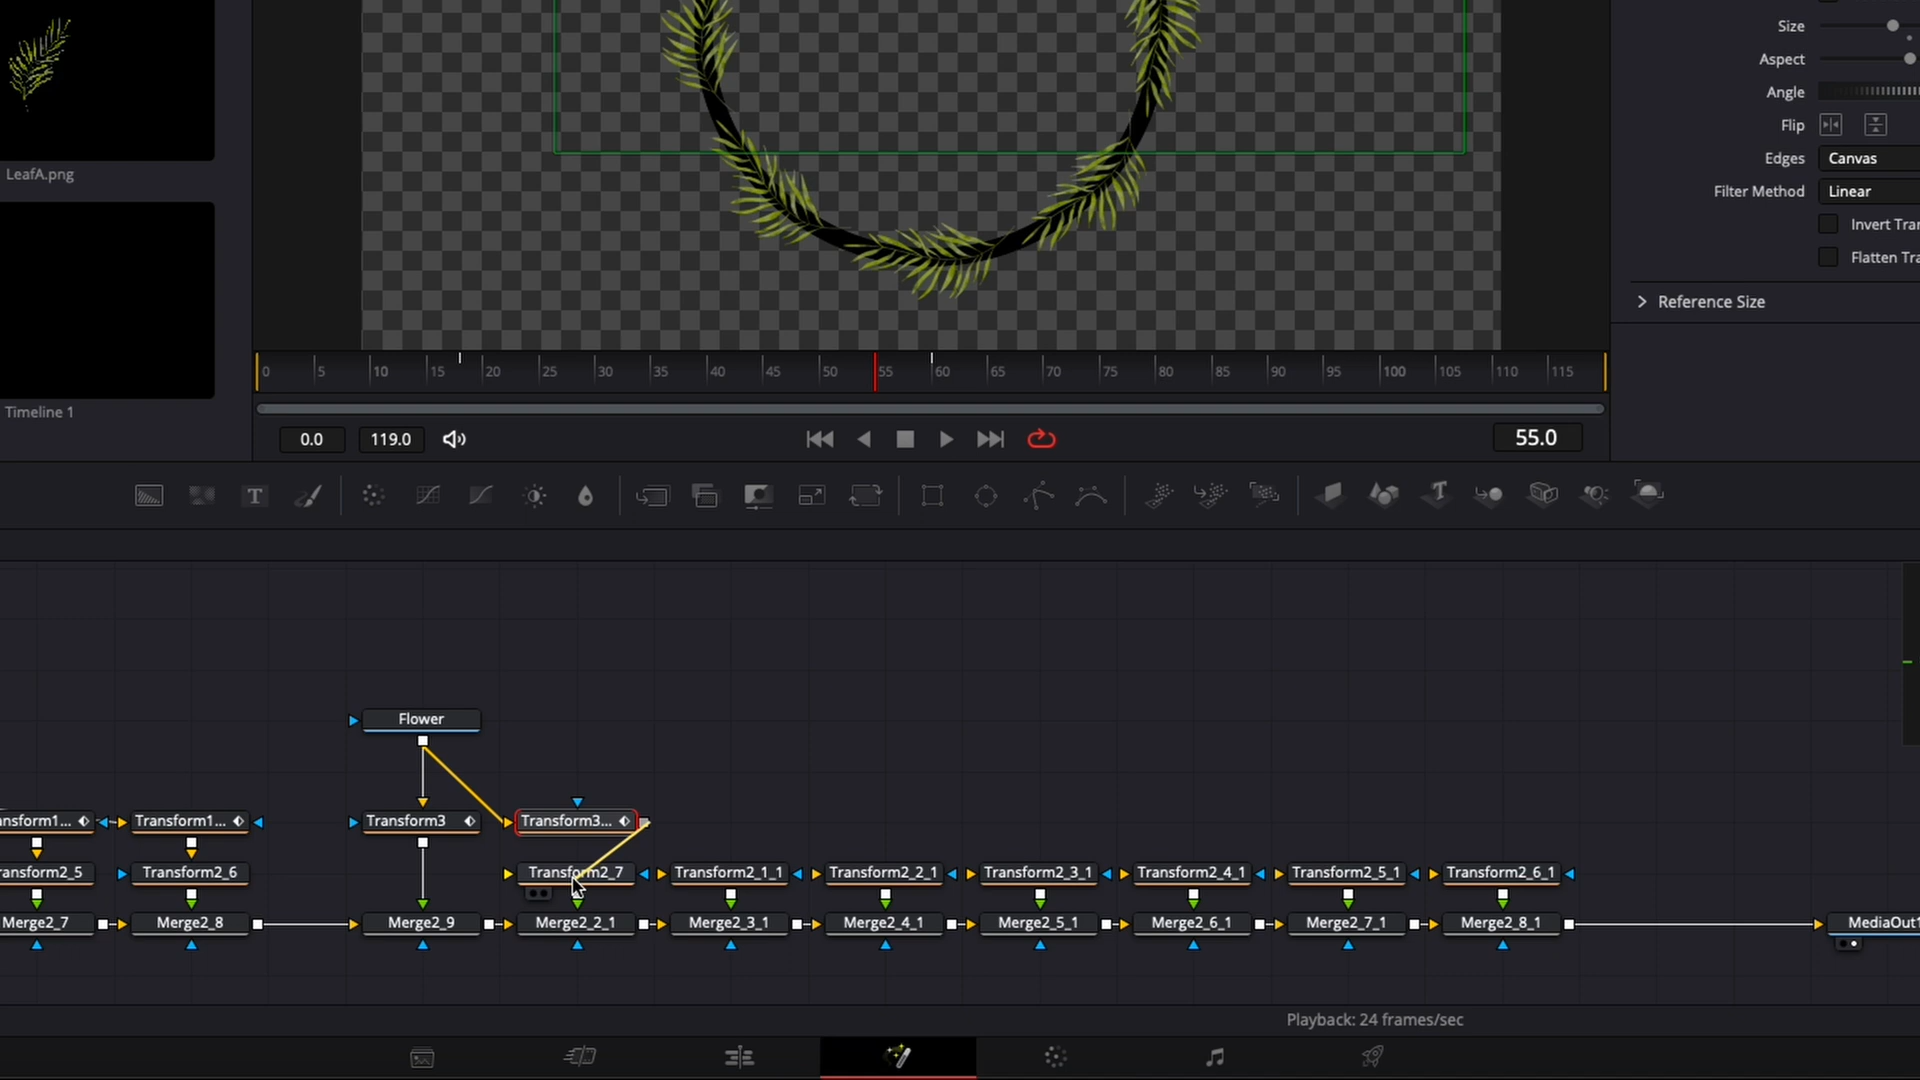 LeafA.png
Timeline 1
Size
Aspect
Angle
Flip
Edges Canvas
Filter Method Linear
Invert Tran
Flatten Tra
Reference Size
0 5 10 15 20 25 30 35 40 45 50 55 60 65 70 75 80 85 90 95 100 105 110 115
0.0 119.0 55.0
T
Flower
ansform1... Transform1... Transform3 Transform3...
ansform2_5 Transform2_6 Transform2_7 Transform2_1_1 Transform2_2_1 Transform2_3_1 Transform2_4_1 Transform2_5_1 Transform2_6_1
Merge2_7 Merge2_8 Merge2_9 Merge2_2_1 Merge2_3_1 Merge2_4_1 Merge2_5_1 Merge2_6_1 Merge2_7_1 Merge2_8_1 MediaOut1
Playback: 24 frames/sec